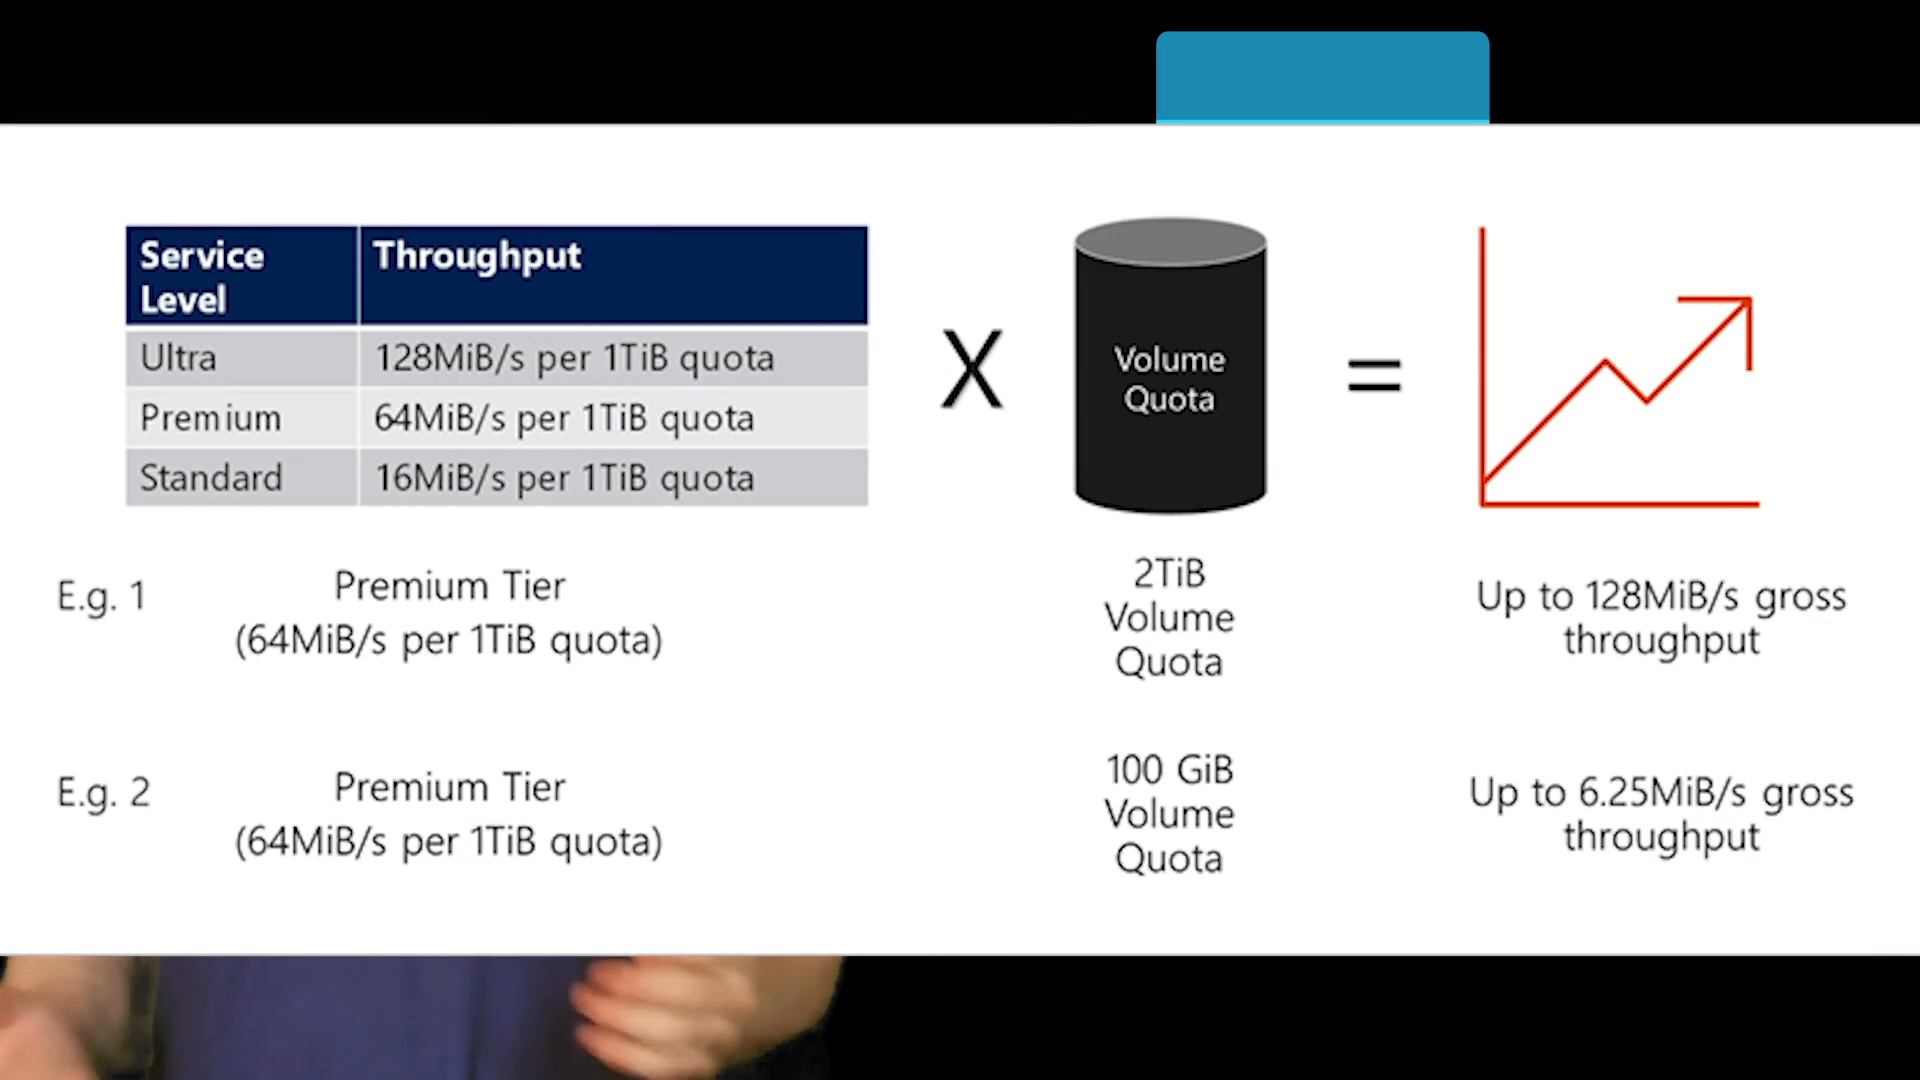 Service
Level
Throughput
Ultra
128MiB/s per 1TiB quota
Premium
64MiB/s per 1TiB quota
Standard
16MiB/s per 1TiB quota
X
Volume
Quota
=
E.g. 1
Premium Tier
(64MiB/s per 1TiB quota)
2TiB
Volume
Quota
Up to 128MiB/s gross
throughput
E.g. 2
Premium Tier
(64MiB/s per 1TiB quota)
100 GiB
Volume
Quota
Up to 6.25MiB/s gross
throughput